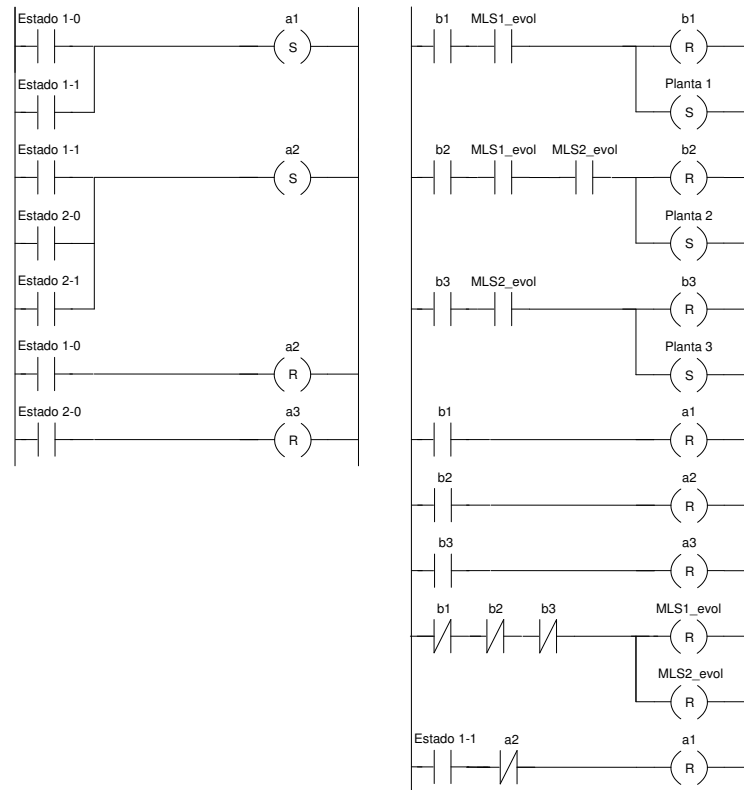 Estado 1-0 a1
S
Estado 1-1
Estado 1-1 a2
S
Estado 2-0
Estado 2-1
Estado 1-0 a2
R
Estado 2-0 a3
R
b1 MLS1_evol b1
R
Planta 1
S
b2 MLS1_evol MLS2_evol b2
R
Planta 2
S
b3 MLS2_evol b3
R
Planta 3
S
b1 a1
R
b2 a2
R
b3 a3
R
b1 b2 b3 MLS1_evol
R
MLS2_evol
R
Estado 1-1 a2 a1
R